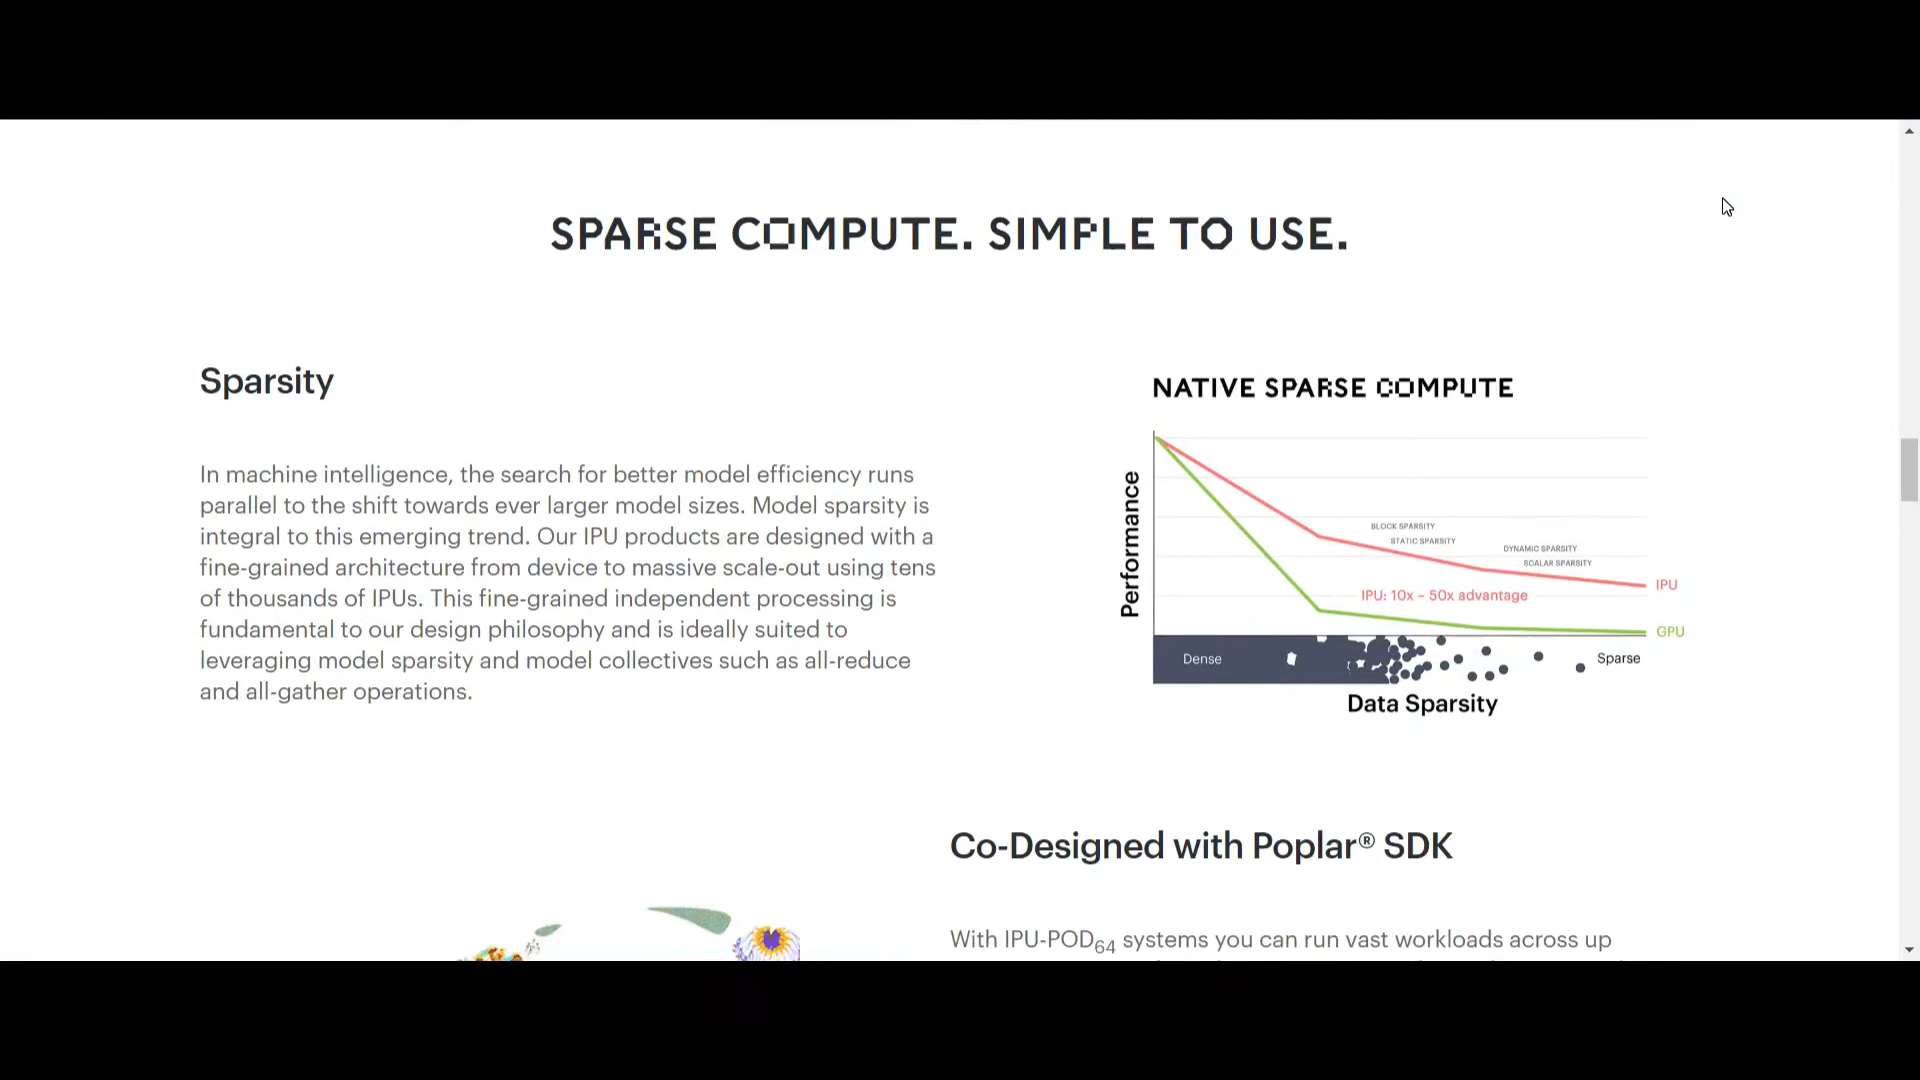 SPARSE COMPUTE. SIMPLE TO USE.
Sparsity
In machine intelligence, the search for better model efficiency runs
parallel to the shift towards ever larger model sizes. Model sparsity is
integral to this emerging trend. Our IPU products are designed with a
fine-grained architecture from device to massive scale-out using tens
of thousands of IPUs. This fine-grained independent processing is
fundamental to our design philosophy and is ideally suited to
leveraging model sparsity and model collectives such as all-reduce
and all-gather operations.
NATIVE SPARSE COMPUTE
Performance
BLOCK SPARSITY
STATIC SPARSITY
DYNAMIC SPARSITY
SCALAR SPARSITY
IPU
IPU: 10x – 50x advantage
GPU
Dense
Sparse
Data Sparsity
Co-Designed with Poplar® SDK
With IPU-POD64 systems you can run vast workloads across up